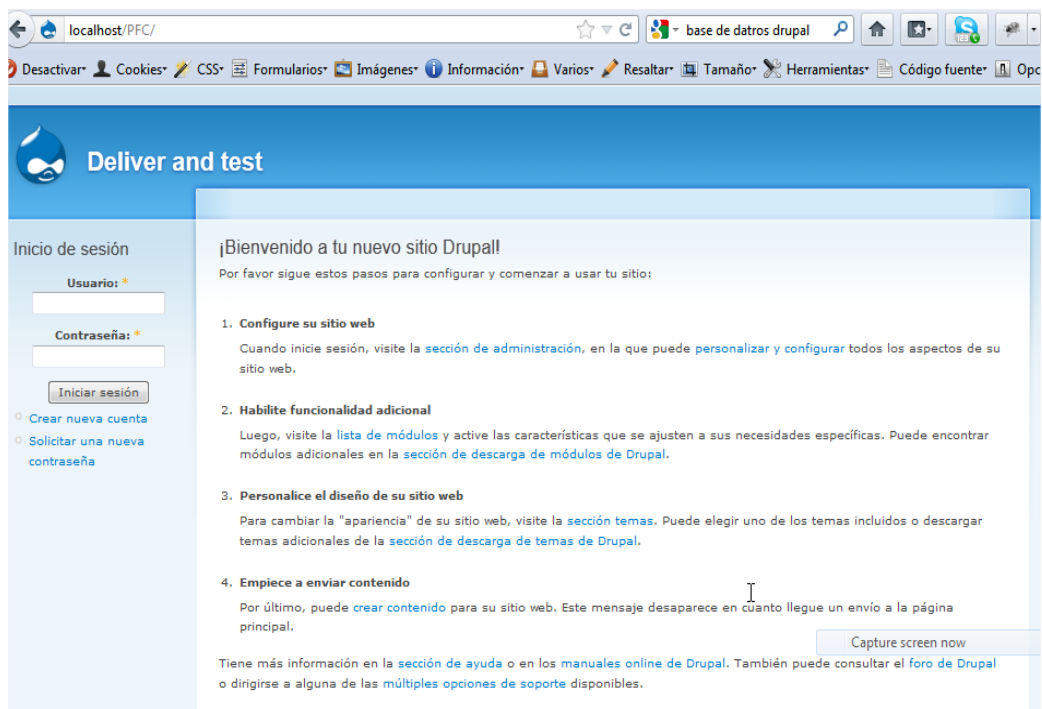 localhost/PFC/
base de datros drupal
Desactivar Cookies CSS Formularios Imágenes Información Varios Resaltar Tamaño Herramientas Código fuente Opc
Deliver and test
Inicio de sesión
Usuario: *
Contraseña: *
Iniciar sesión
Crear nueva cuenta
Solicitar una nueva
contraseña
¡Bienvenido a tu nuevo sitio Drupal!
Por favor sigue estos pasos para configurar y comenzar a usar tu sitio:
1. Configure su sitio web
Cuando inicie sesión, visite la sección de administración, en la que puede personalizar y configurar todos los aspectos de su
sitio web.
2. Habilite funcionalidad adicional
Luego, visite la lista de módulos y active las características que se ajusten a sus necesidades específicas. Puede encontrar
módulos adicionales en la sección de descarga de módulos de Drupal.
3. Personalice el diseño de su sitio web
Para cambiar la "apariencia" de su sitio web, visite la sección temas. Puede elegir uno de los temas incluidos o descargar
temas adicionales de la sección de descarga de temas de Drupal.
4. Empiece a enviar contenido
Por último, puede crear contenido para su sitio web. Este mensaje desaparece en cuanto llegue un envío a la página
principal.
Capture screen now
Tiene más información en la sección de ayuda o en los manuales online de Drupal. También puede consultar el foro de Drupal
o dirigirse a alguna de las múltiples opciones de soporte disponibles.